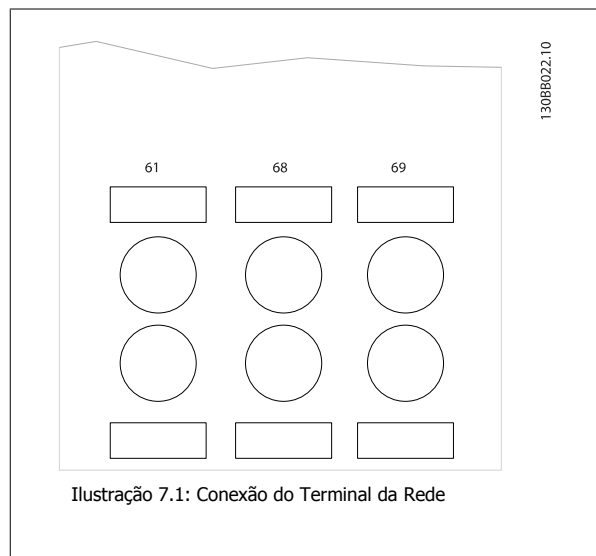 130BB022.10
61 68 69
Ilustração 7.1: Conexão do Terminal da Rede